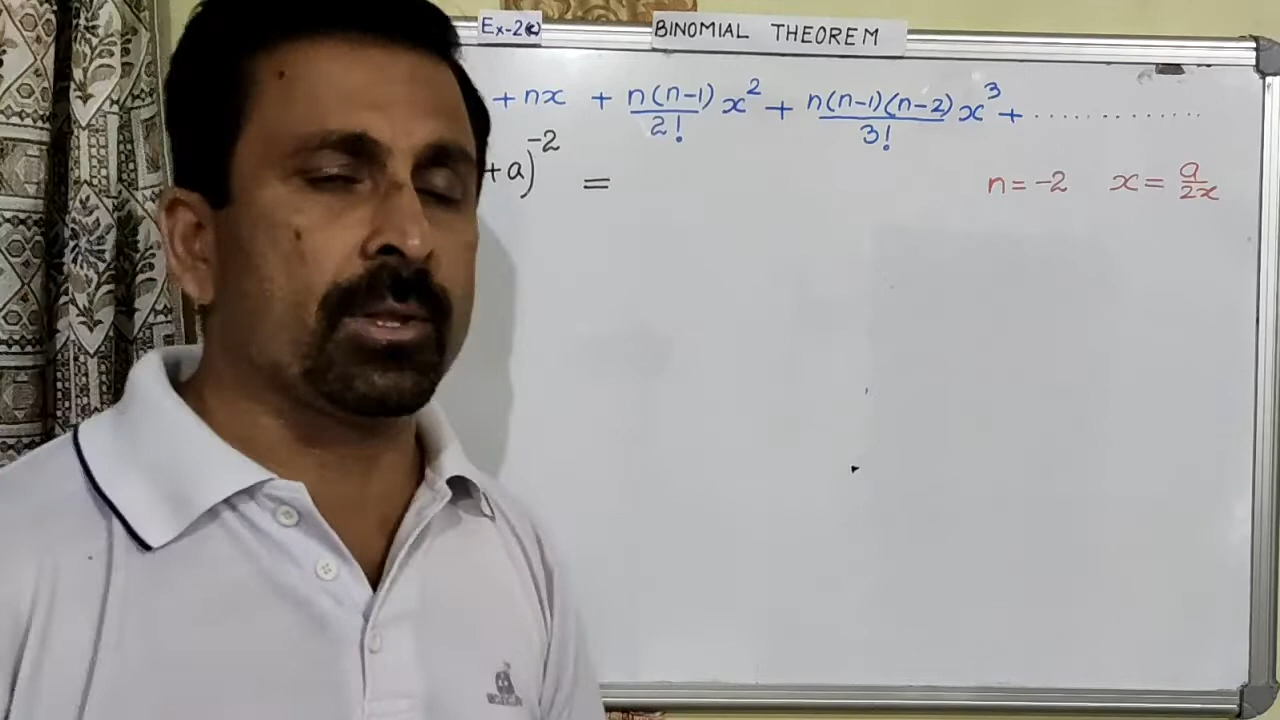 Ex-2(c)
BINOMIAL THEOREM
+ nx + n(n-1)/2! x² + n(n-1)(n-2)/3! x³ + ..............
+a)⁻² =
n = -2 x = a/2x